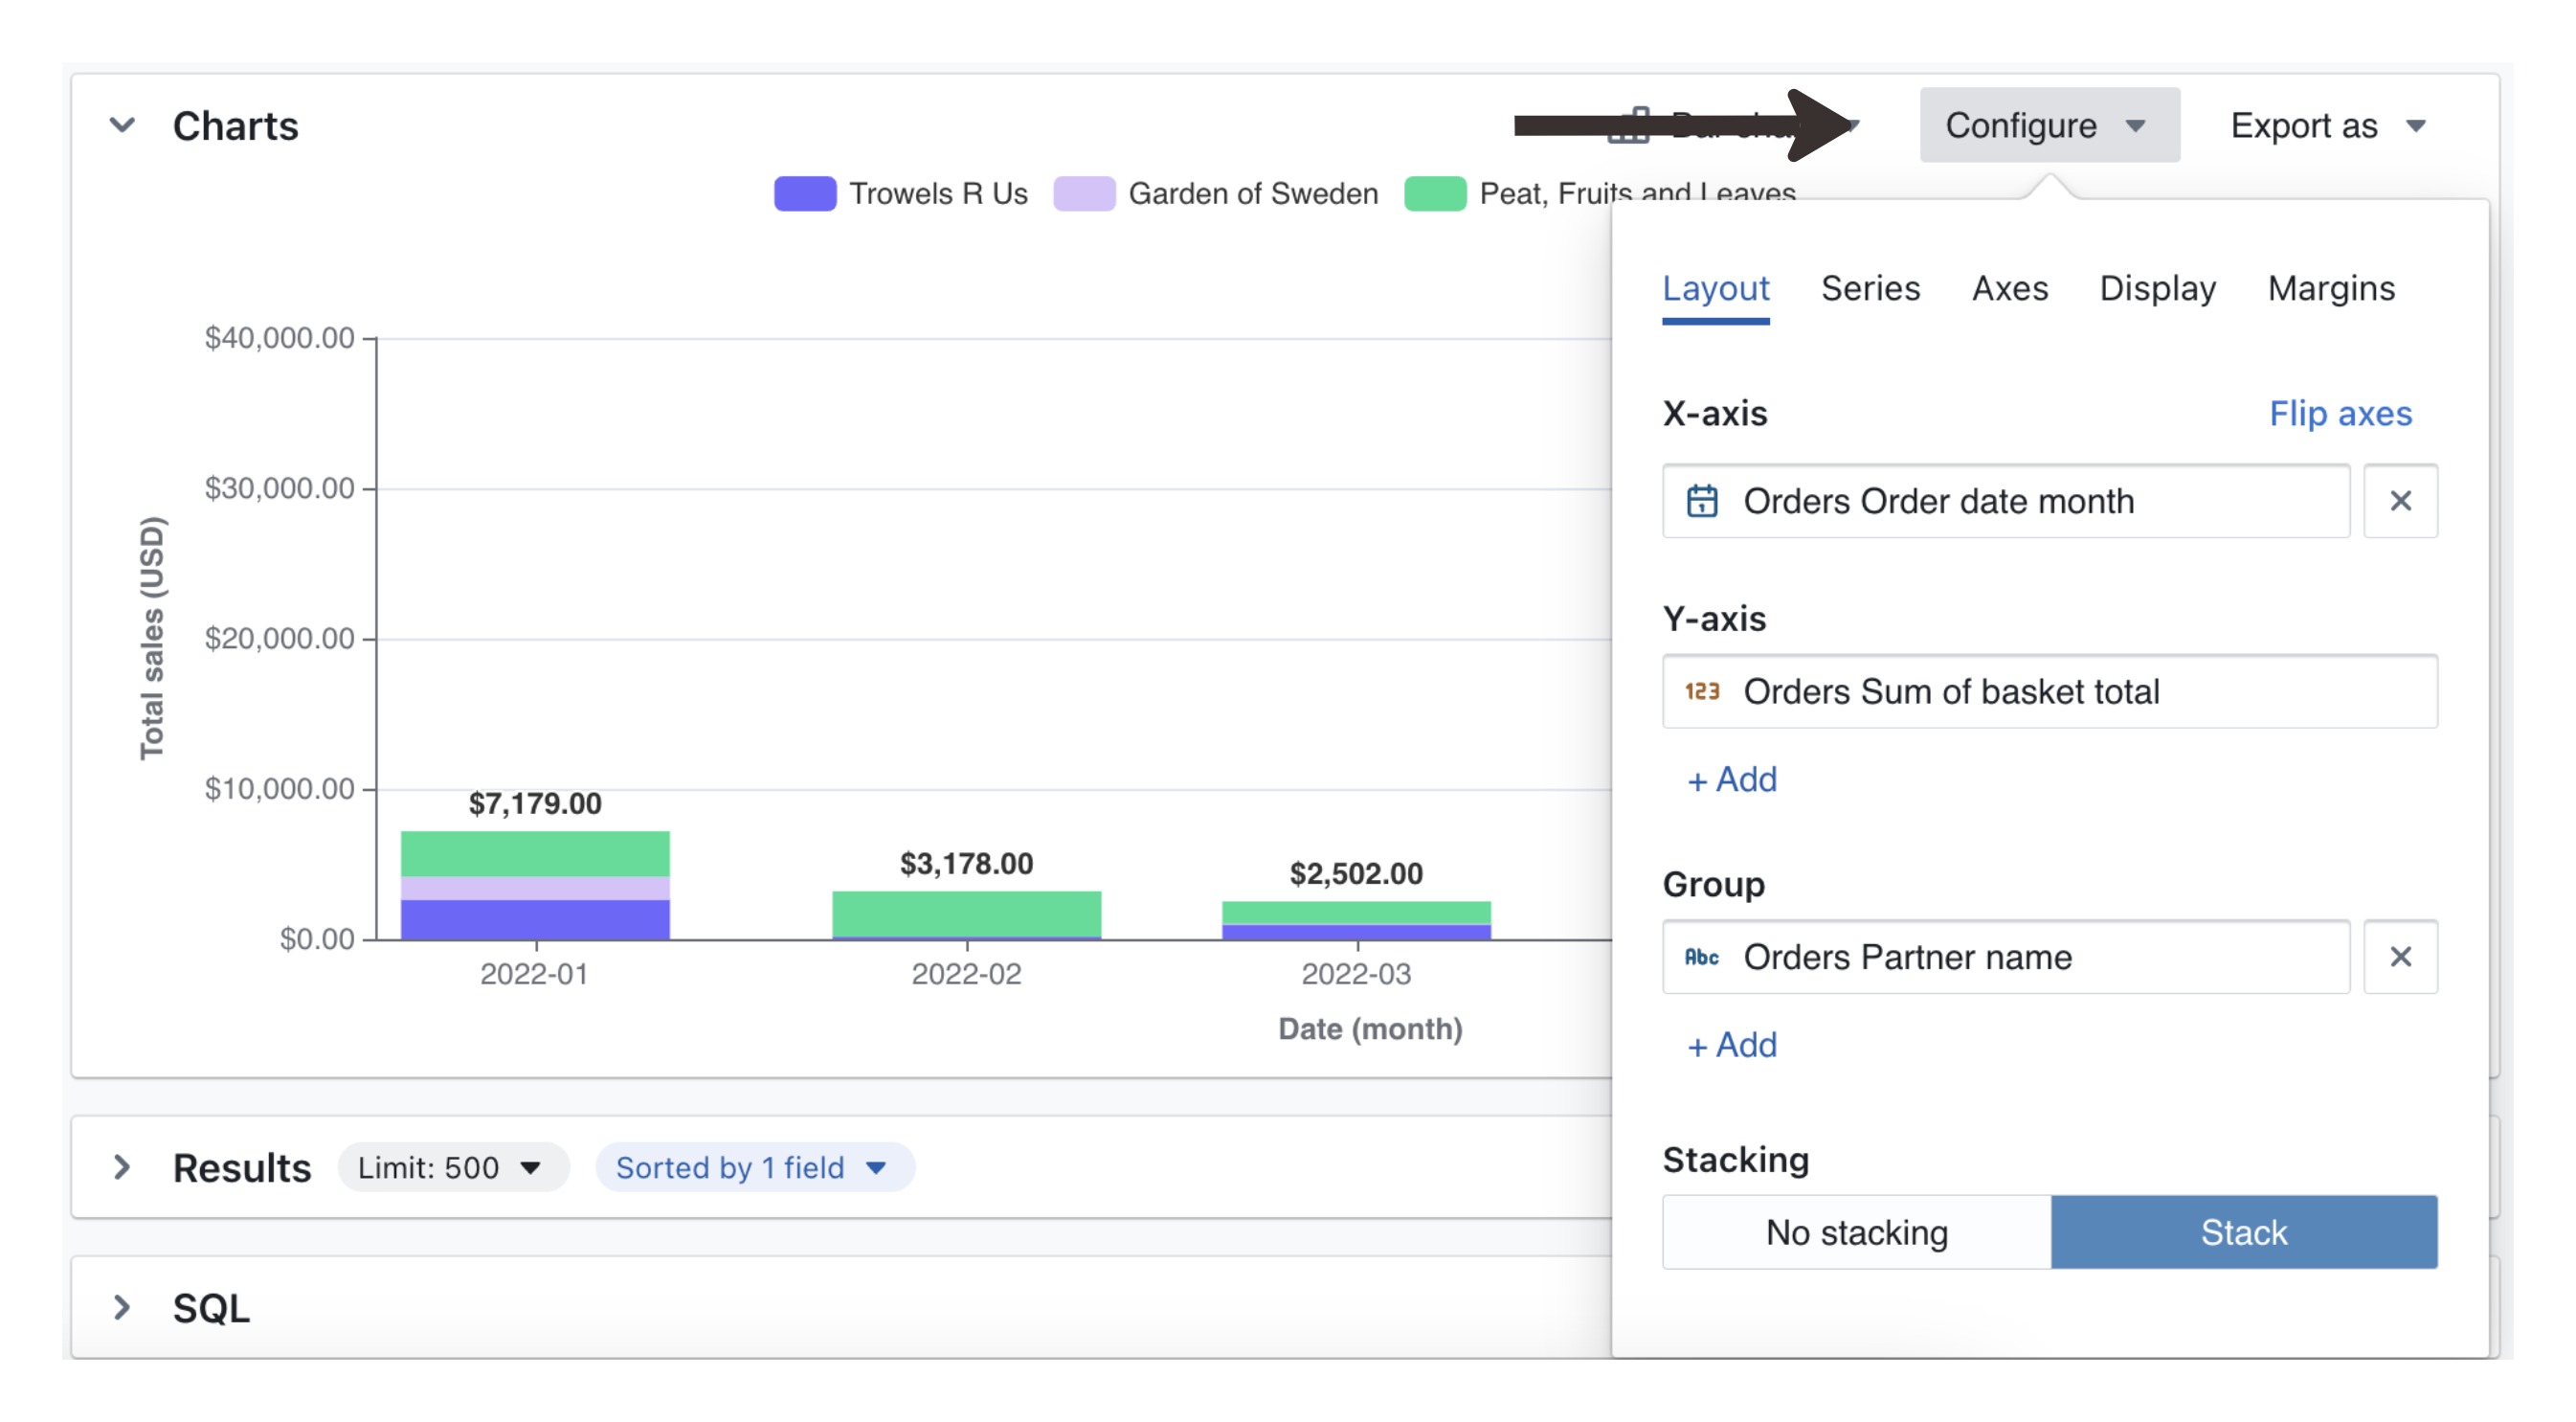 Charts
Configure
Export as
Trowels R Us
Garden of Sweden
Peat, Fruits and Leaves
Layout
Series
Axes
Display
Margins
X-axis
Flip axes
Orders Order date month
Y-axis
123 Orders Sum of basket total
+ Add
Group
Abc Orders Partner name
+ Add
Stacking
No stacking
Stack
Total sales (USD)
$40,000.00
$30,000.00
$20,000.00
$10,000.00
$0.00
$7,179.00
$3,178.00
$2,502.00
2022-01
2022-02
2022-03
Date (month)
Results
Limit: 500
Sorted by 1 field
SQL